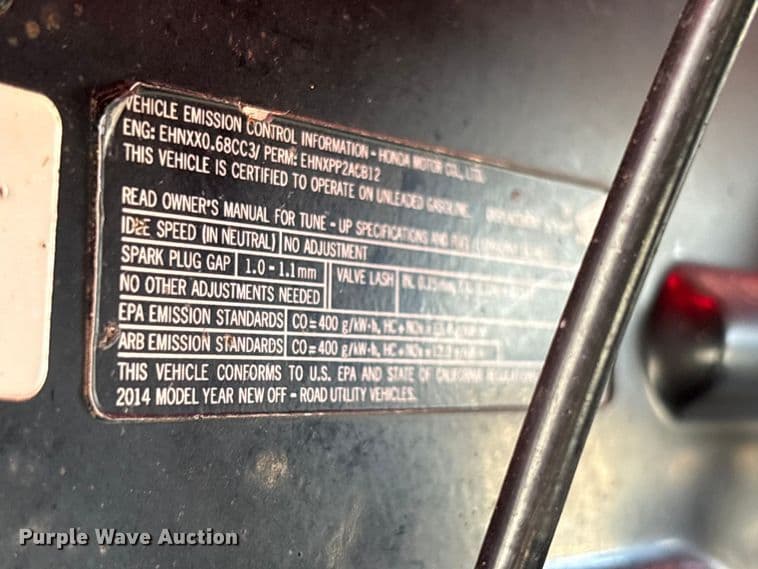 VEHICLE EMISSION CONTROL INFORMATION - HONDA MOTOR CO., LTD.
ENG: EHNXX0.68CC3/ PERM: EHNXPP2ACB12
THIS VEHICLE IS CERTIFIED TO OPERATE ON UNLEADED GASOLINE.
READ OWNER'S MANUAL FOR TUNE - UP SPECIFICATIONS AND
IDLE SPEED (IN NEUTRAL) NO ADJUSTMENT
SPARK PLUG GAP 1.0 - 1.1mm VALVE LASH IN.
NO OTHER ADJUSTMENTS NEEDED
EPA EMISSION STANDARDS CO = 400 g/kW-h, HC + NOx
ARB EMISSION STANDARDS CO = 400 g/kW-h, HC + NOx
THIS VEHICLE CONFORMS TO U.S. EPA AND STATE OF CALIFORNIA
2014 MODEL YEAR NEW OFF - ROAD UTILITY VEHICLES.
Purple Wave Auction